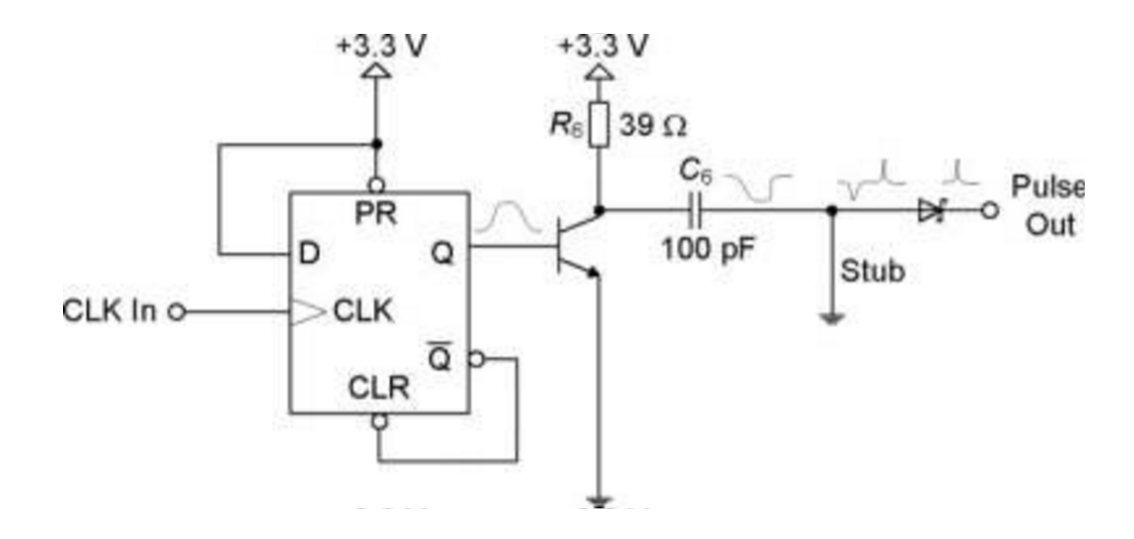 +3.3 V
+3.3 V
R6 39 Ω
C6
100 pF
PR
D
Q
CLK In
CLK
Q̅
CLR
Stub
Pulse
Out